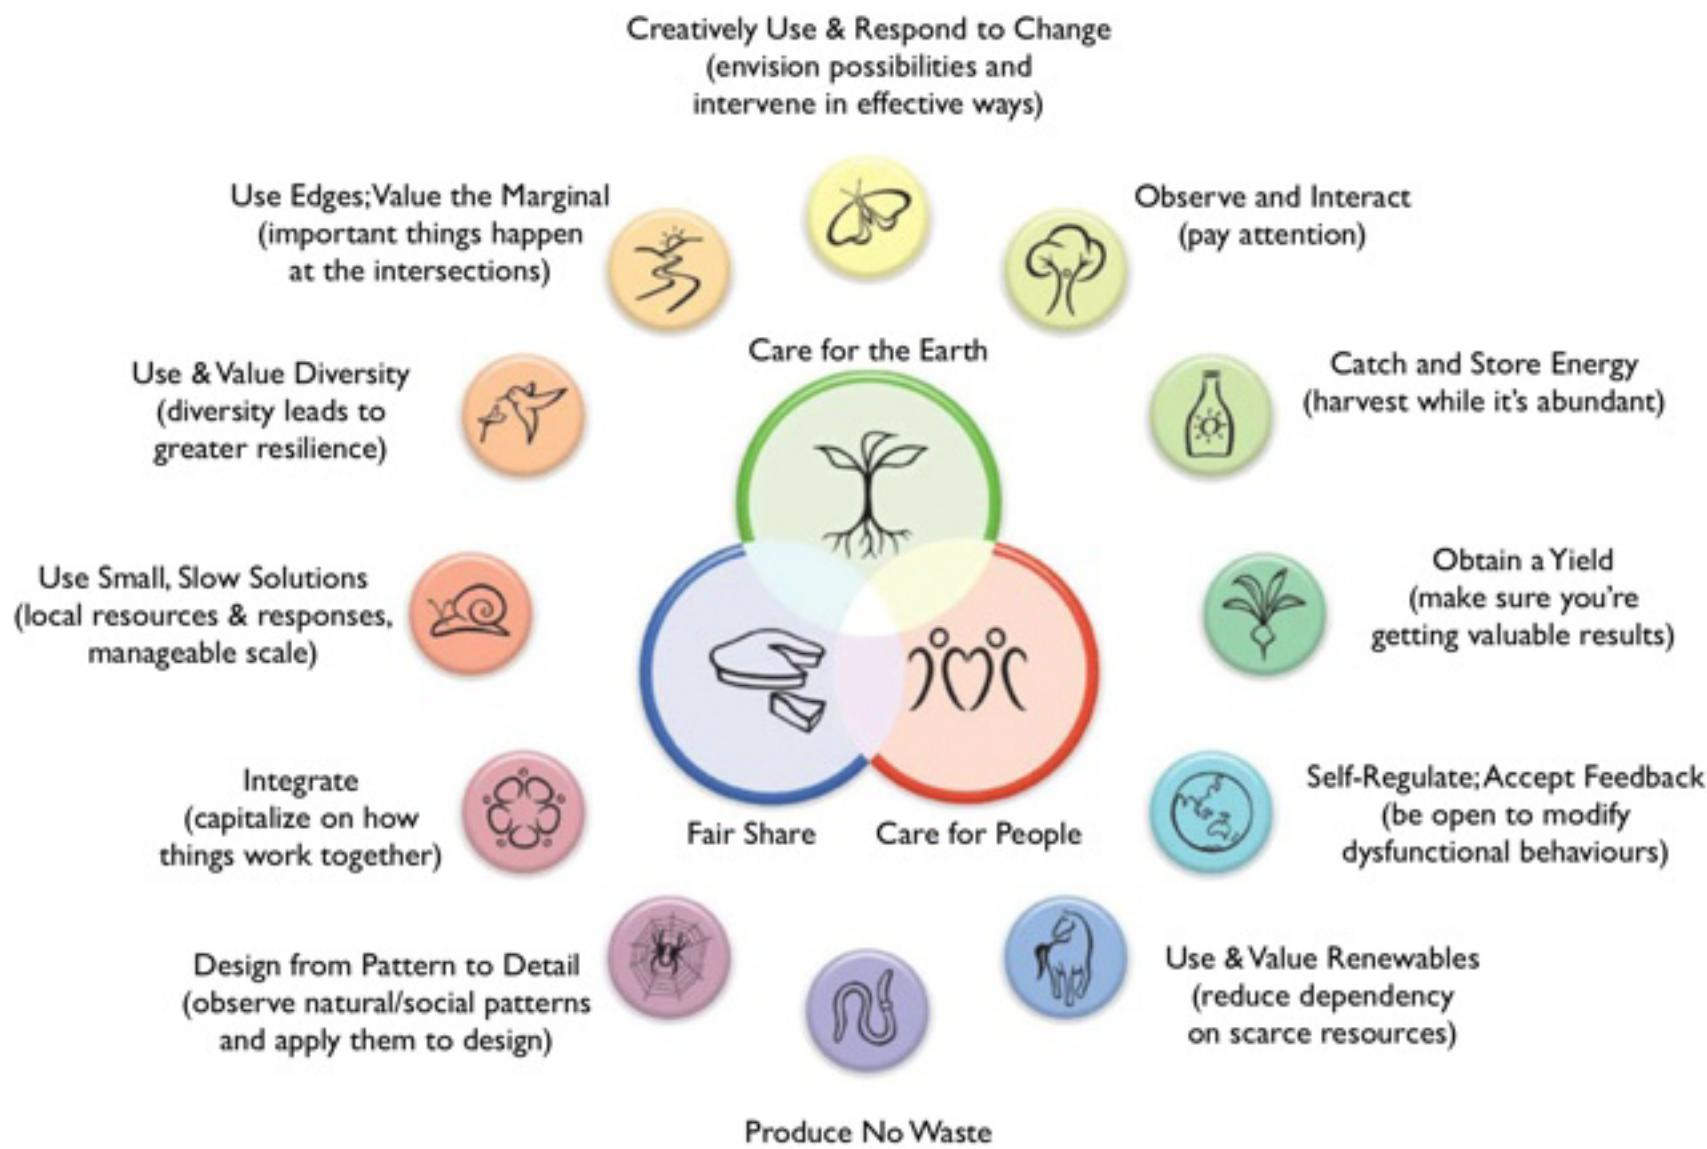 Creatively Use & Respond to Change
(envision possibilities and
intervene in effective ways)
Observe and Interact
(pay attention)
Catch and Store Energy
(harvest while it's abundant)
Obtain a Yield
(make sure you're
getting valuable results)
Self-Regulate; Accept Feedback
(be open to modify
dysfunctional behaviours)
Use & Value Renewables
(reduce dependency
on scarce resources)
Produce No Waste
Design from Pattern to Detail
(observe natural/social patterns
and apply them to design)
Integrate
(capitalize on how
things work together)
Use Small, Slow Solutions
(local resources & responses,
manageable scale)
Use & Value Diversity
(diversity leads to
greater resilience)
Use Edges; Value the Marginal
(important things happen
at the intersections)
Care for the Earth
Fair Share
Care for People